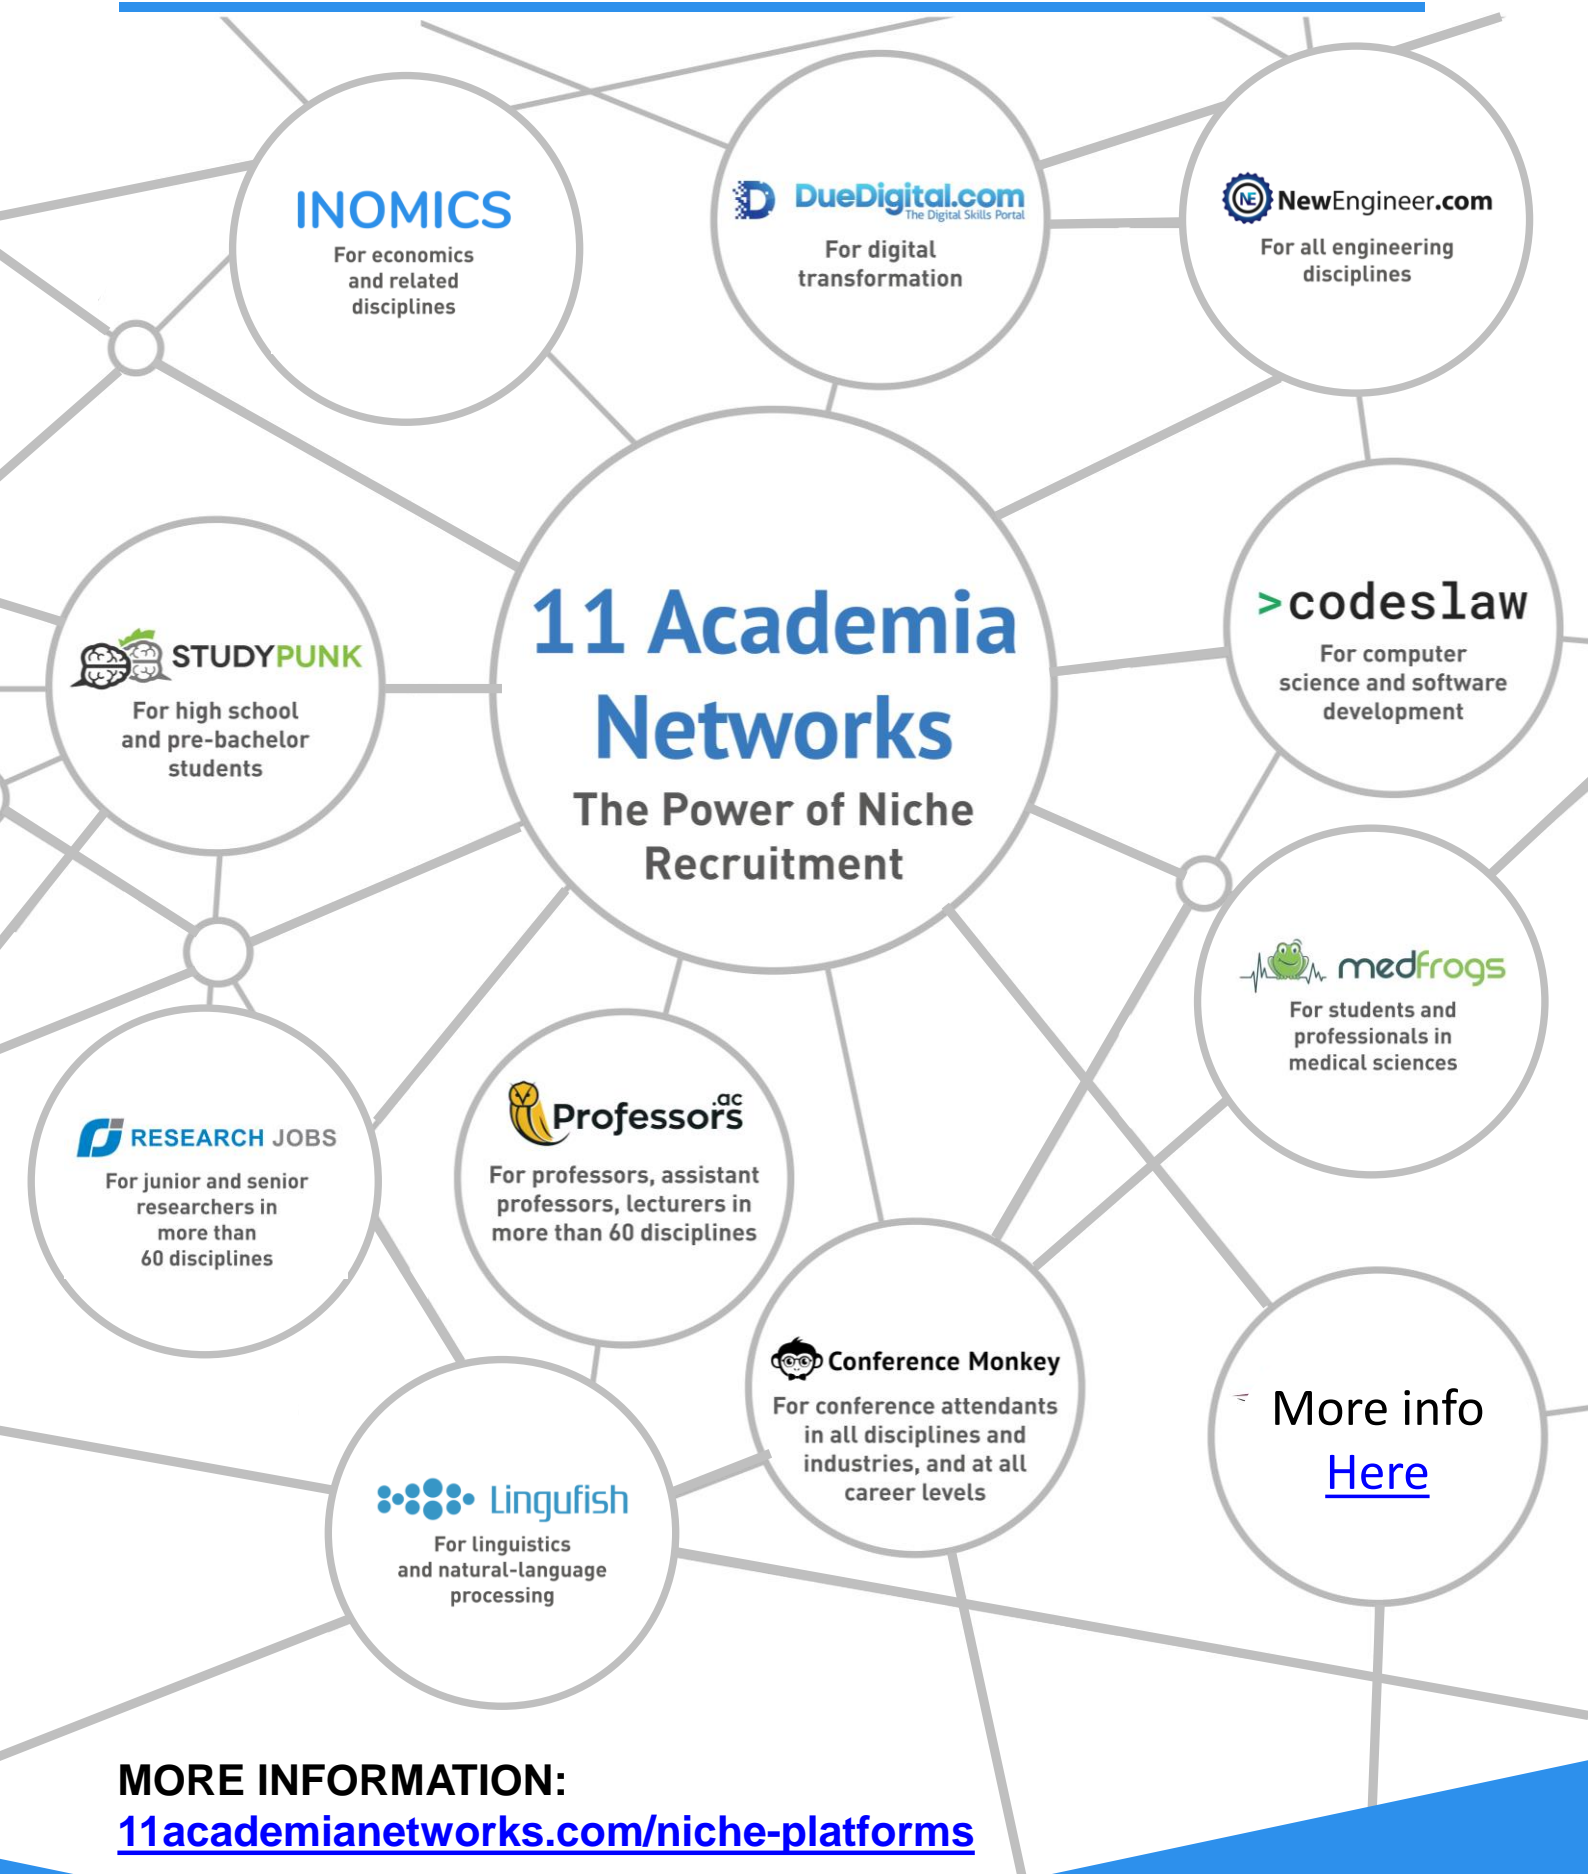 INOMICS
For economics
and related
disciplines
D DueDigital.com
The Digital Skills Portal
For digital
transformation
NE NewEngineer.com
For all engineering
disciplines
STUDYPUNK
For high school
and pre-bachelor
students
11 Academia
Networks
The Power of Niche
Recruitment
>codeslaw
For computer
science and software
development
medfrogs
For students and
professionals in
medical sciences
RESEARCH JOBS
For junior and senior
researchers in
more than
60 disciplines
Professors.ac
For professors, assistant
professors, lecturers in
more than 60 disciplines
Conference Monkey
For conference attendants
in all disciplines and
industries, and at all
career levels
More info
Here
Lingufish
For linguistics
and natural-language
processing
MORE INFORMATION:
11academianetworks.com/niche-platforms